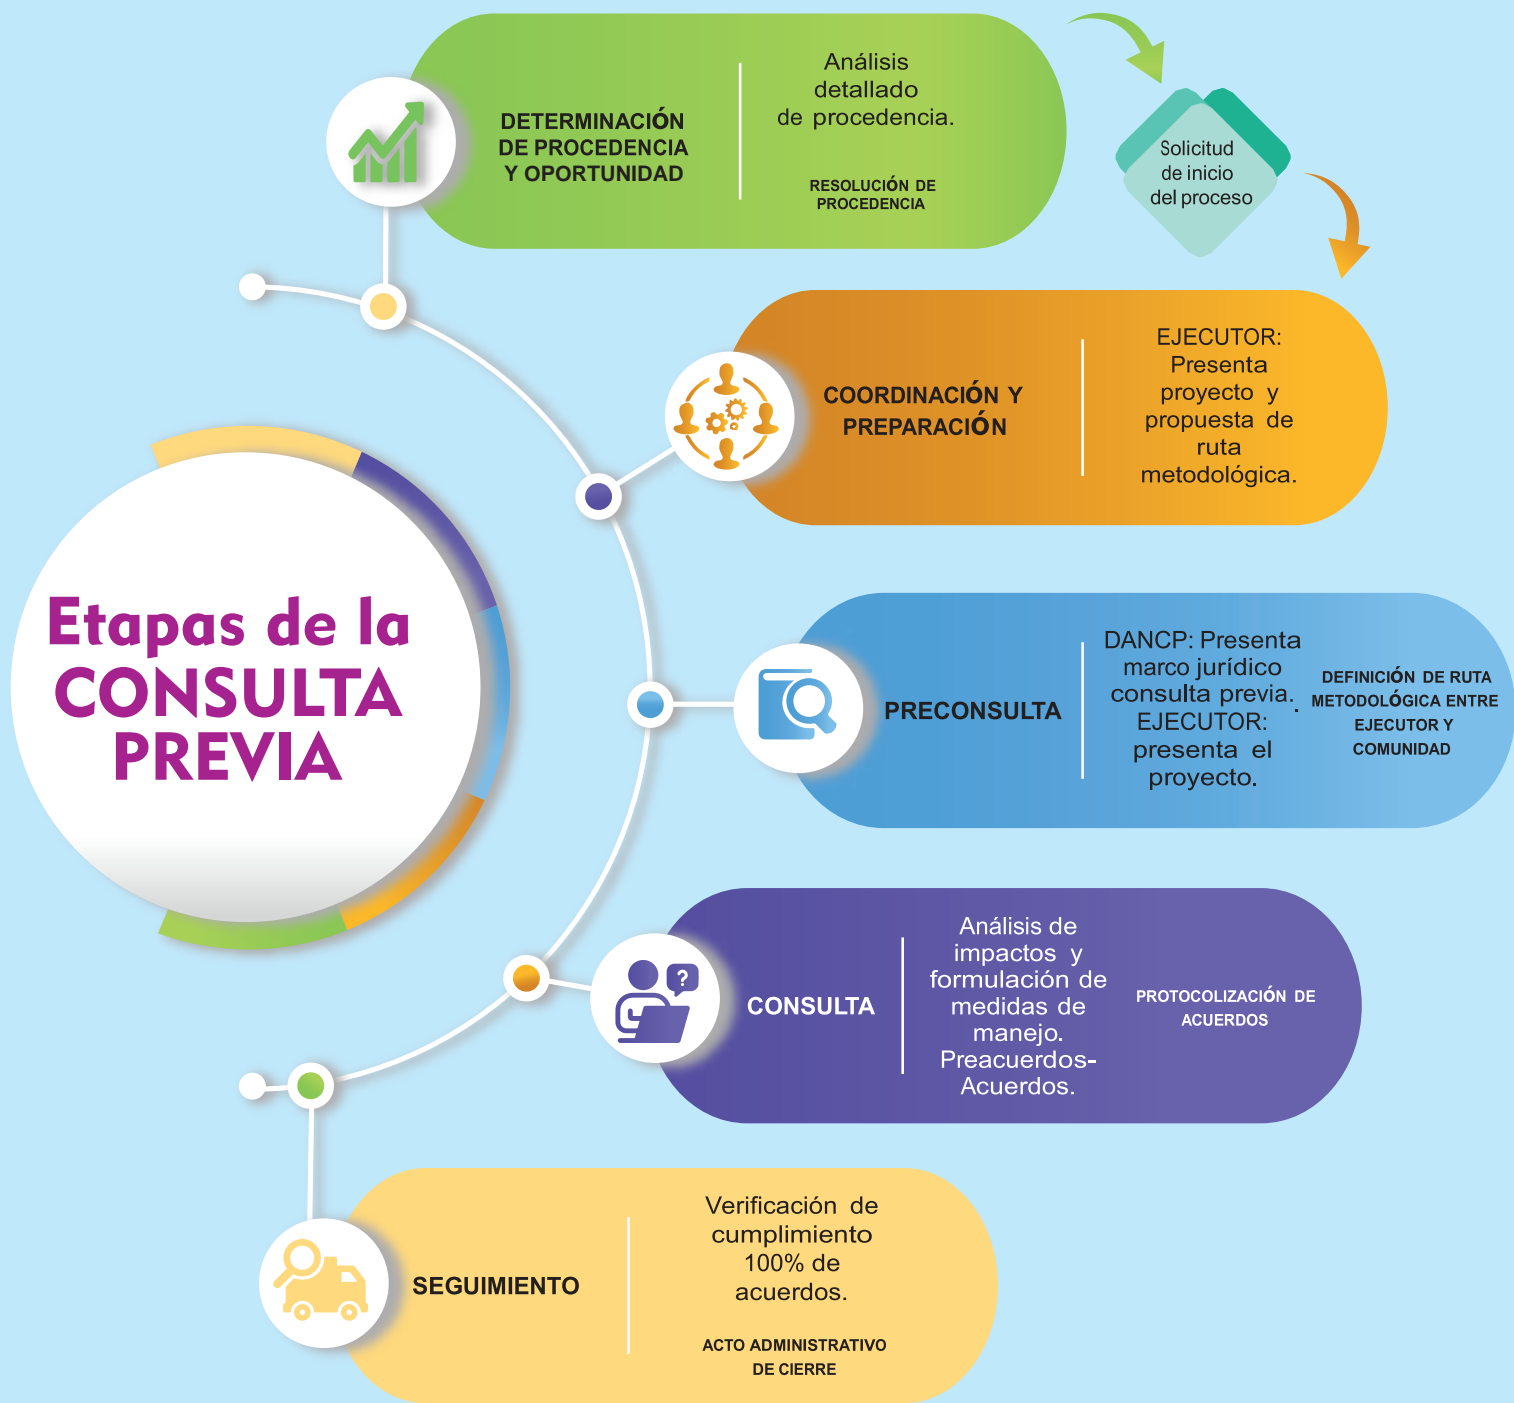 Etapas de la
CONSULTA
PREVIA
DETERMINACIÓN
DE PROCEDENCIA
Y OPORTUNIDAD
Análisis
detallado
de procedencia.
RESOLUCIÓN DE
PROCEDENCIA
Solicitud
de inicio
del proceso
COORDINACIÓN Y
PREPARACIÓN
EJECUTOR:
Presenta
proyecto y
propuesta de
ruta
metodológica.
PRECONSULTA
DANCP: Presenta
marco jurídico
consulta previa.
EJECUTOR:
presenta el
proyecto.
.
DEFINICIÓN DE RUTA
METODOLÓGICA ENTRE
EJECUTOR Y
COMUNIDAD
?
CONSULTA
Análisis de
impactos y
formulación de
medidas de
manejo.
Preacuerdos-
Acuerdos.
PROTOCOLIZACIÓN DE
ACUERDOS
SEGUIMIENTO
Verificación de
cumplimiento
100% de
acuerdos.
ACTO ADMINISTRATIVO
DE CIERRE